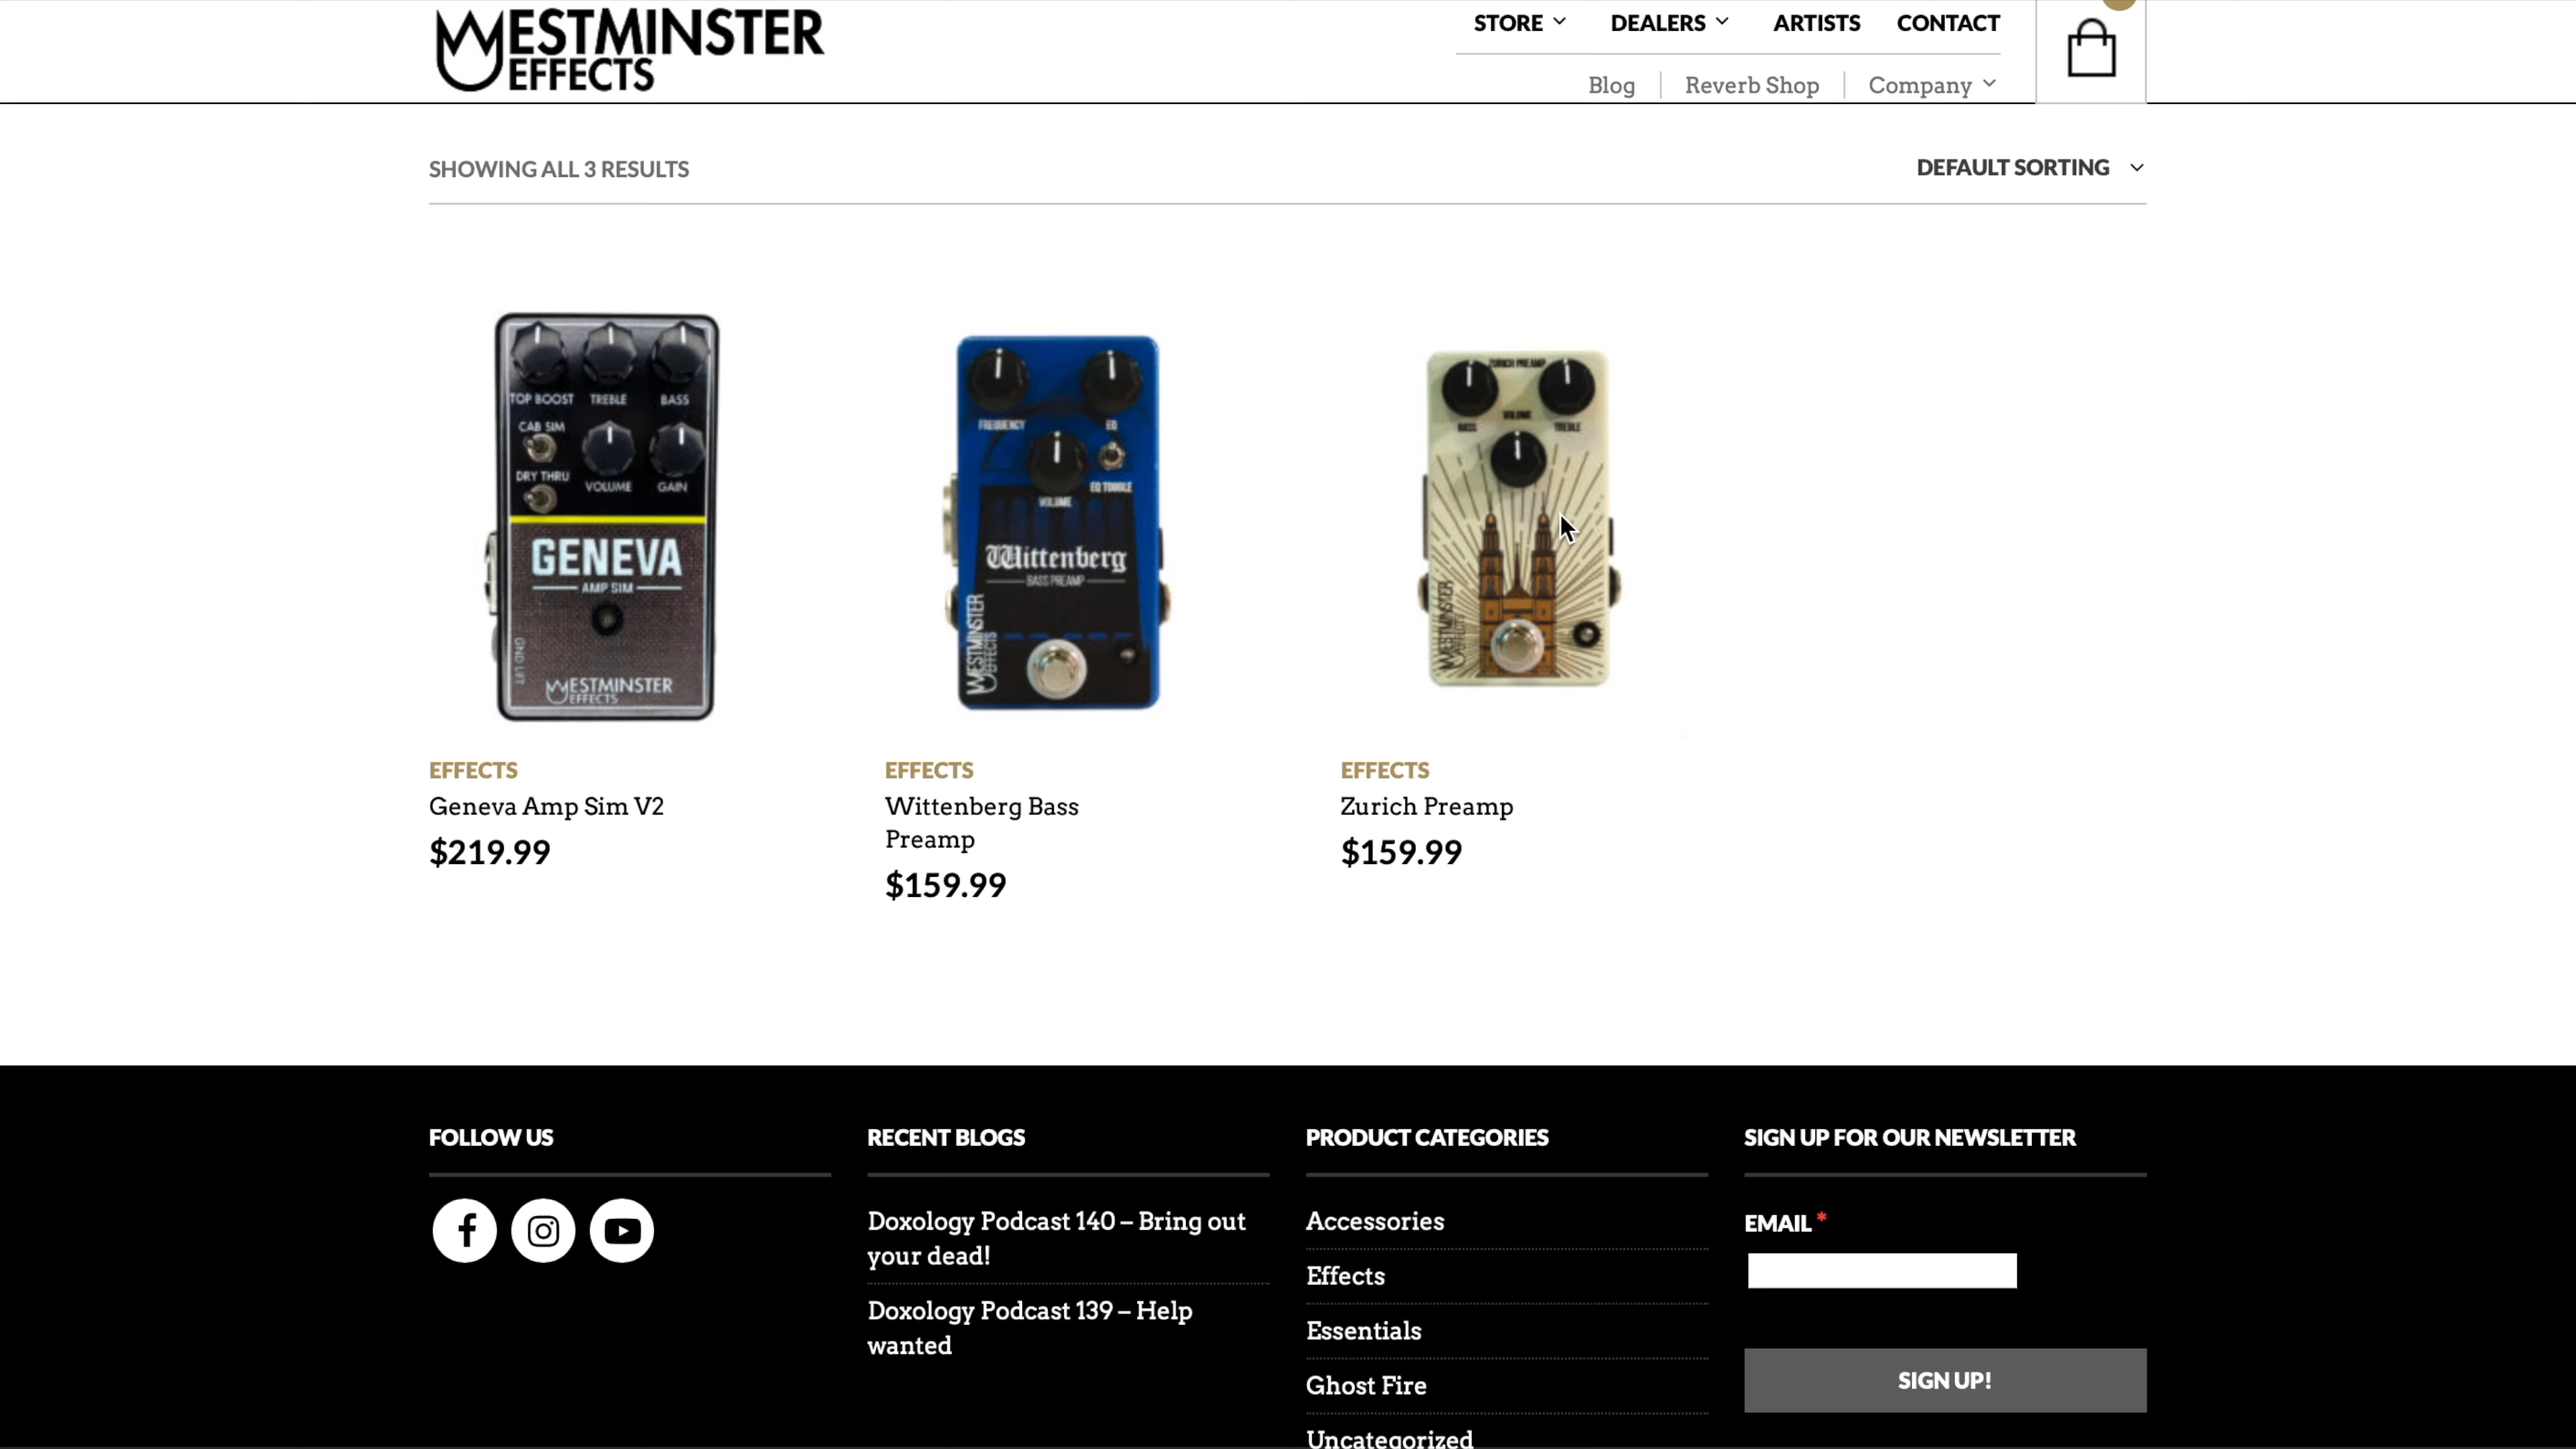 WESTMINSTER
EFFECTS
STORE
DEALERS
ARTISTS
CONTACT
Blog
Reverb Shop
Company
SHOWING ALL 3 RESULTS
DEFAULT SORTING
TOP BOOST TREBLE BASS
CAB SIM
DRY THRU
VOLUME GAIN
GENEVA
AMP SIM
GND LIFT
WESTMINSTER
EFFECTS
FREQUENCY EQ
VOLUME
EQ TOGGLE
Wittenberg
BASS PREAMP
WESTMINSTER
EFFECTS
ZURICH PREAMP
VOLUME
BASS TREBLE
WESTMINSTER
EFFECTS
EFFECTS
Geneva Amp Sim V2
$219.99
EFFECTS
Wittenberg Bass
Preamp
$159.99
EFFECTS
Zurich Preamp
$159.99
FOLLOW US
RECENT BLOGS
Doxology Podcast 140 – Bring out
your dead!
Doxology Podcast 139 – Help
wanted
PRODUCT CATEGORIES
Accessories
Effects
Essentials
Ghost Fire
Uncategorized
SIGN UP FOR OUR NEWSLETTER
EMAIL *
SIGN UP!